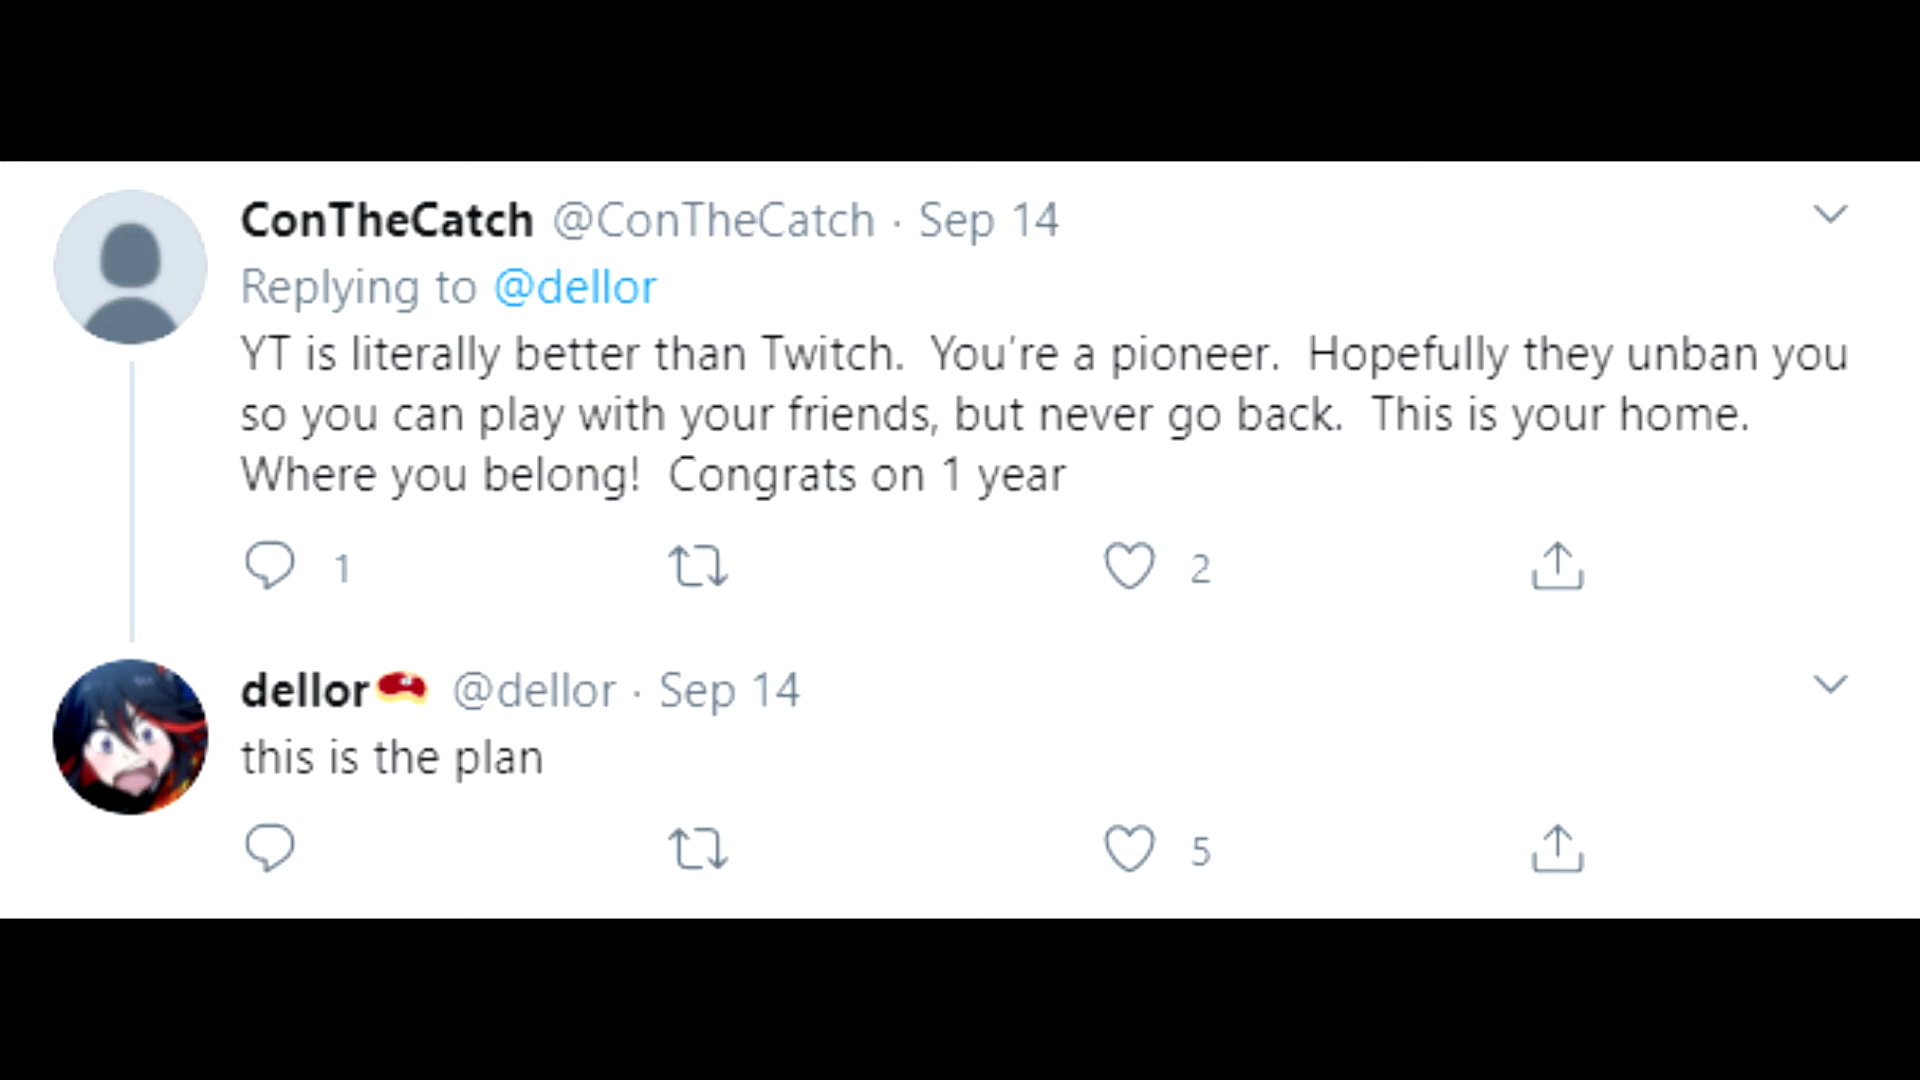 ConTheCatch @ConTheCatch · Sep 14
Replying to @dellor
YT is literally better than Twitch.  You're a pioneer.  Hopefully they unban you
so you can play with your friends, but never go back.  This is your home.
Where you belong!  Congrats on 1 year
1 2
dellor🥩 @dellor · Sep 14
this is the plan
5